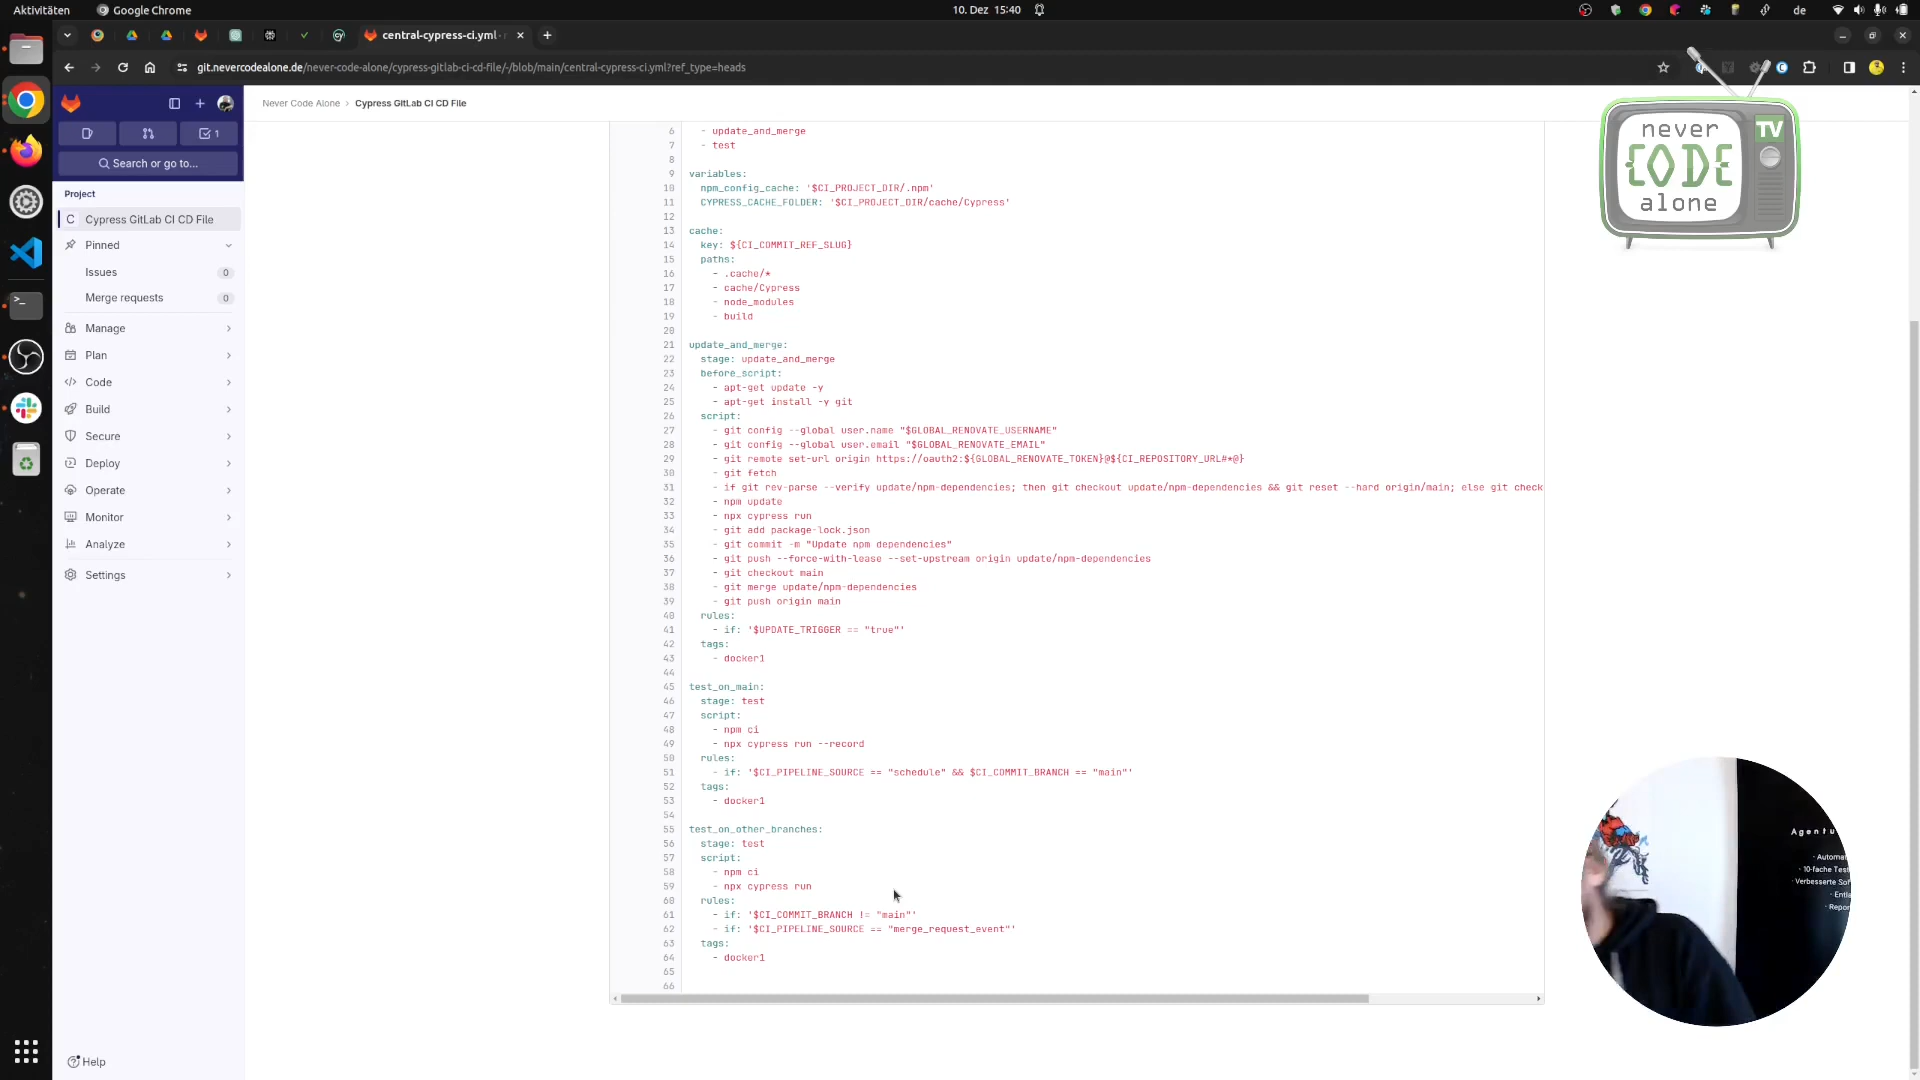 Aktivitäten
Google Chrome
10. Dez 15:40
de
central-cypress-ci.yml
git.nevercodealone.de/never-code-alone/cypress-gitlab-ci-cd-file/-/blob/main/central-cypress-ci.yml?ref_type=heads
1
Search or go to...
Project
C Cypress GitLab CI CD File
Pinned
Issues 0
Merge requests 0
Manage
Plan
Code
Build
Secure
Deploy
Operate
Monitor
Analyze
Settings
Help
Never Code Alone › Cypress GitLab CI CD File
6 - update_and_merge
7 - test
8
9 variables:
10 npm_config_cache: '$CI_PROJECT_DIR/.npm'
11 CYPRESS_CACHE_FOLDER: '$CI_PROJECT_DIR/cache/Cypress'
12
13 cache:
14 key: ${CI_COMMIT_REF_SLUG}
15 paths:
16 - .cache/*
17 - cache/Cypress
18 - node_modules
19 - build
20
21 update_and_merge:
22 stage: update_and_merge
23 before_script:
24 - apt-get update -y
25 - apt-get install -y git
26 script:
27 - git config --global user.name "$GLOBAL_RENOVATE_USERNAME"
28 - git config --global user.email "$GLOBAL_RENOVATE_EMAIL"
29 - git remote set-url origin https://oauth2:${GLOBAL_RENOVATE_TOKEN}@${CI_REPOSITORY_URL#*@}
30 - git fetch
31 - if git rev-parse --verify update/npm-dependencies; then git checkout update/npm-dependencies && git reset --hard origin/main; else git check
32 - npm update
33 - npx cypress run
34 - git add package-lock.json
35 - git commit -m "Update npm dependencies"
36 - git push --force-with-lease --set-upstream origin update/npm-dependencies
37 - git checkout main
38 - git merge update/npm-dependencies
39 - git push origin main
40 rules:
41 - if: '$UPDATE_TRIGGER == "true"'
42 tags:
43 - docker1
44
45 test_on_main:
46 stage: test
47 script:
48 - npm ci
49 - npx cypress run --record
50 rules:
51 - if: '$CI_PIPELINE_SOURCE == "schedule" && $CI_COMMIT_BRANCH == "main"'
52 tags:
53 - docker1
54
55 test_on_other_branches:
56 stage: test
57 script:
58 - npm ci
59 - npx cypress run
60 rules:
61 - if: '$CI_COMMIT_BRANCH != "main"'
62 - if: '$CI_PIPELINE_SOURCE == "merge_request_event"'
63 tags:
64 - docker1
65
66
never
TV
{CODE
alone
Agentu
· Automat
· 10-fache Test
· Verbesserte Sof
· Entla
· Repor